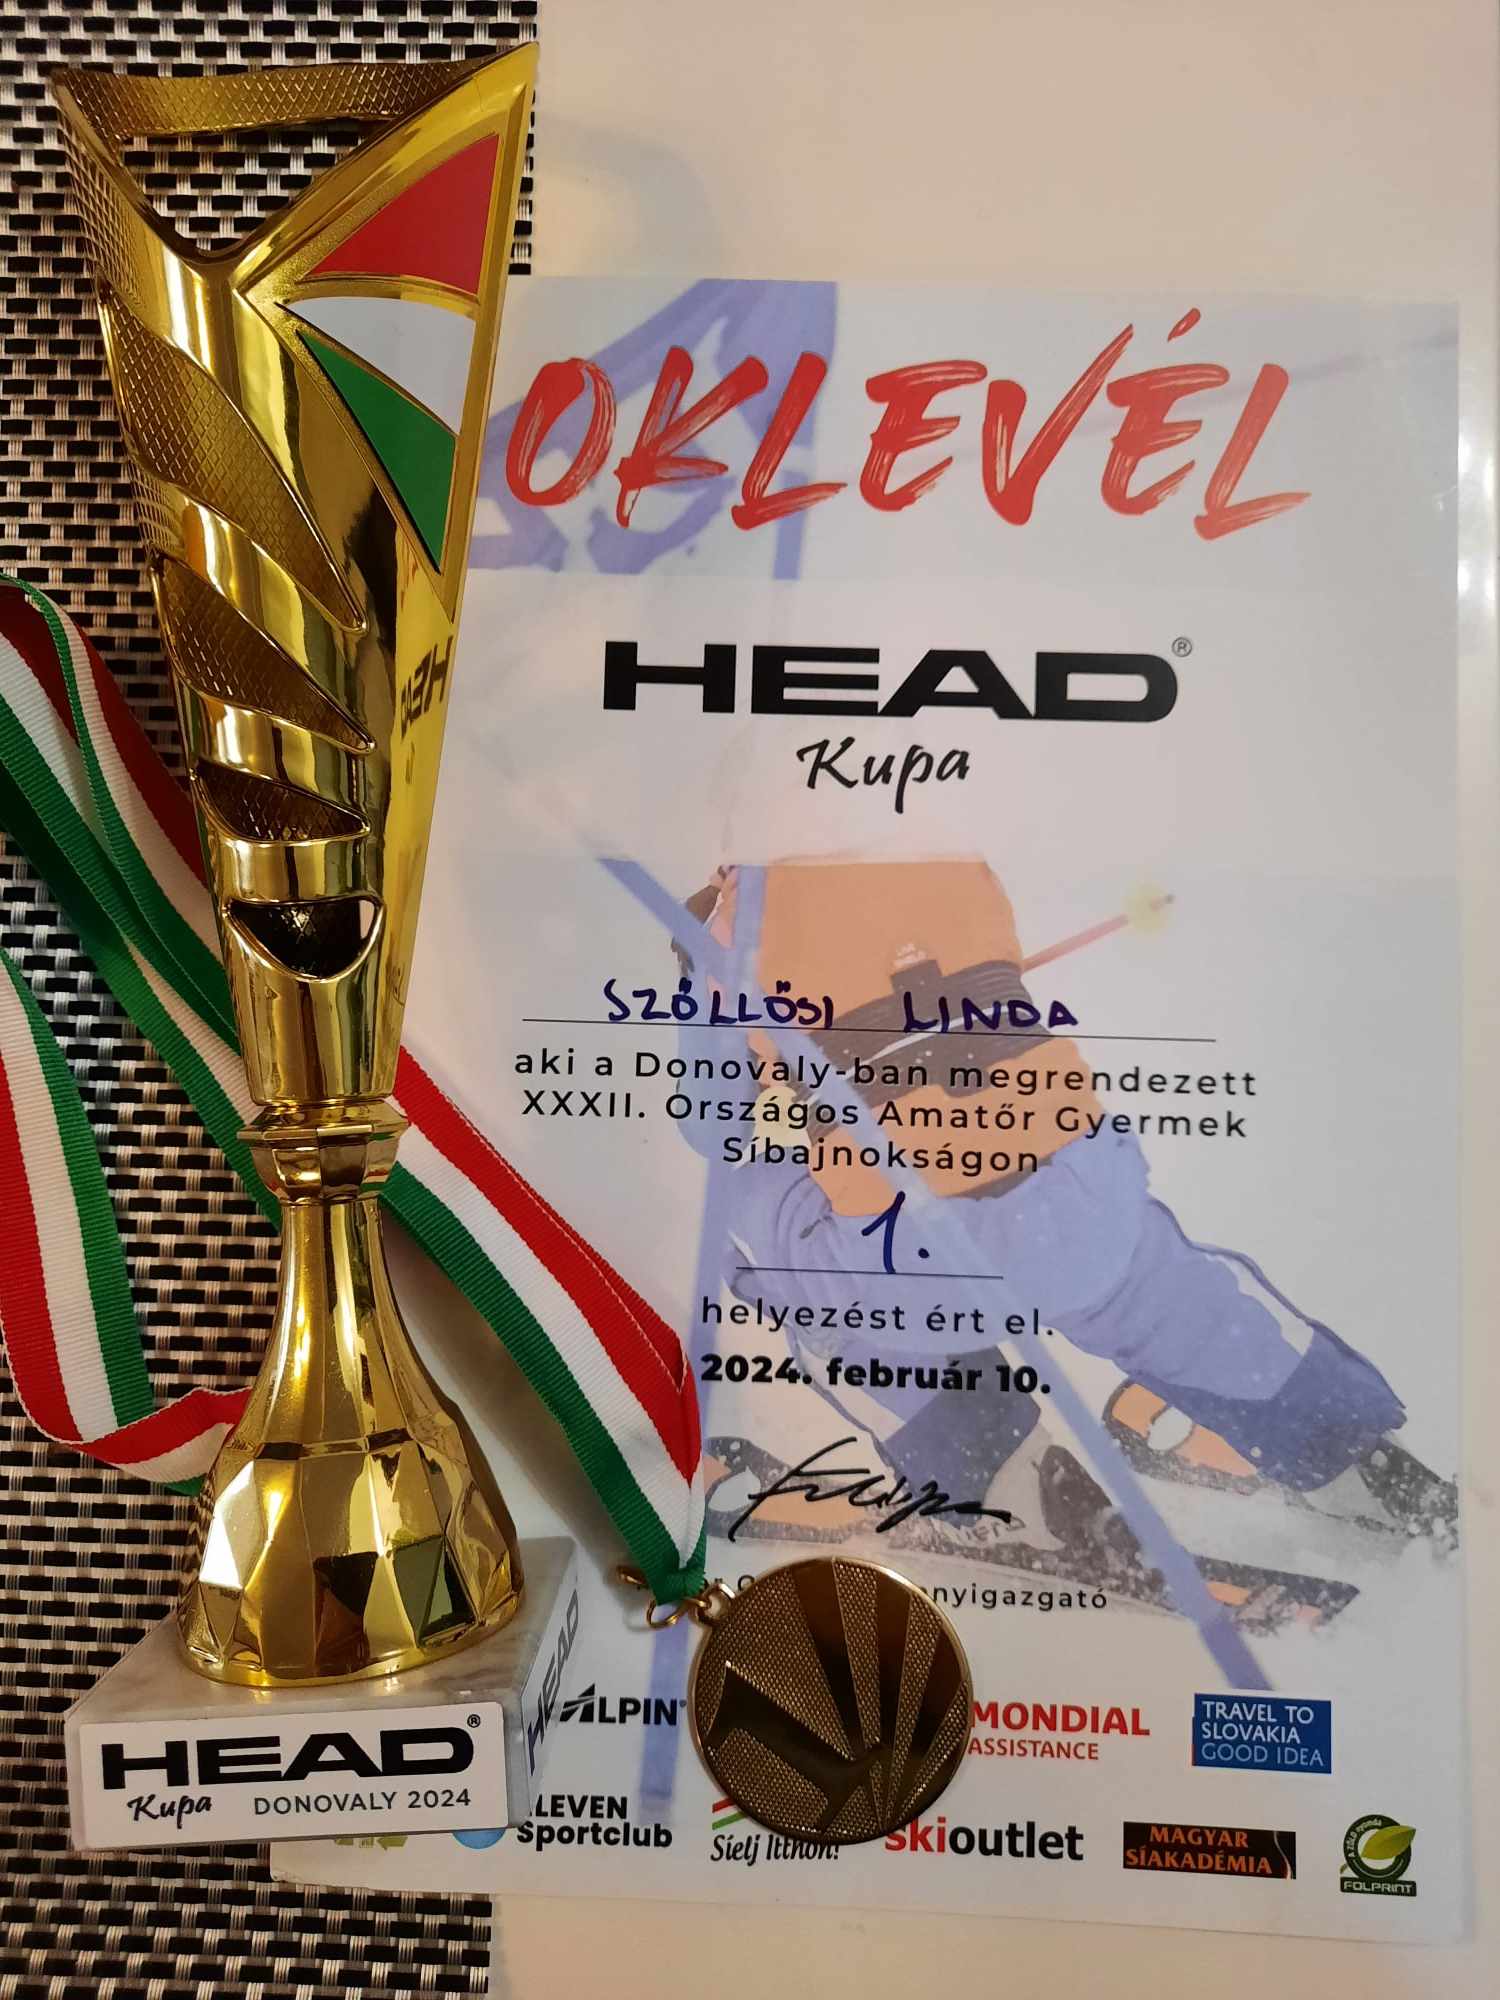 OKLEVÉL
HEAD®
Kupa
SZŐLLŐSI LINDA
aki a Donovaly-ban megrendezett
XXXII. Országos Amatőr Gyermek
Síbajnokságon
1.
helyezést ért el.
2024. február 10.
nyigazgató
ALPIN
MONDIAL
ASSISTANCE
TRAVEL TO
SLOVAKIA
GOOD IDEA
LEVEN
Sportclub
Síelj Itthon!
skioutlet
MAGYAR
SÍAKADÉMIA
FOLPRINT
HEAD
HEAD
HEAD®
Kupa DONOVALY 2024